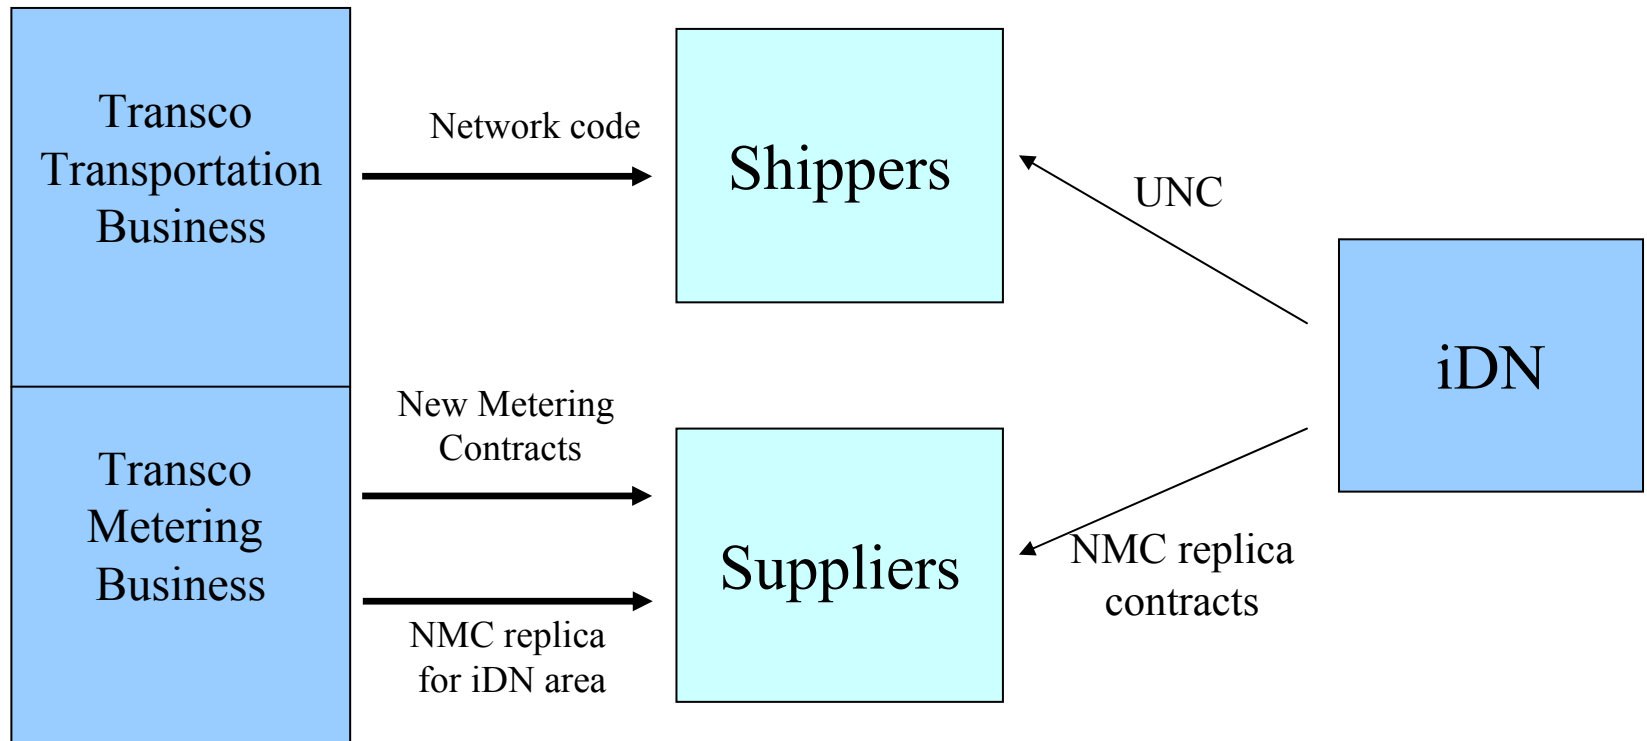 Transco
Transportation
Business
Network code
Shippers
UNC
iDN
New Metering
Contracts
Transco
Metering
Business
Suppliers
NMC replica
contracts
NMC replica
for iDN area